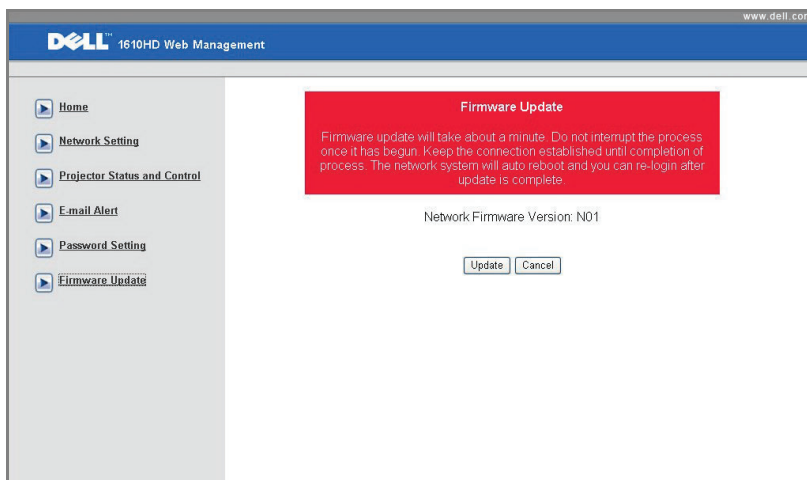 www.dell.com
DELL™ 1610HD Web Management
Home
Network Setting
Projector Status and Control
E-mail Alert
Password Setting
Firmware Update
Firmware Update
Firmware update will take about a minute. Do not interrupt the process
once it has begun. Keep the connection established until completion of
process. The network system will auto reboot and you can re-login after
update is complete.
Network Firmware Version: N01
Update Cancel